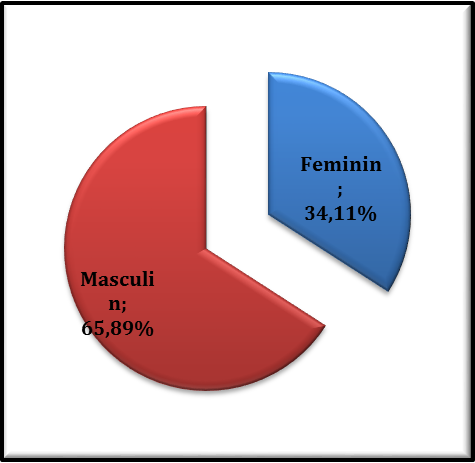 Feminin
;
34,11%
Masculi
n;
65,89%